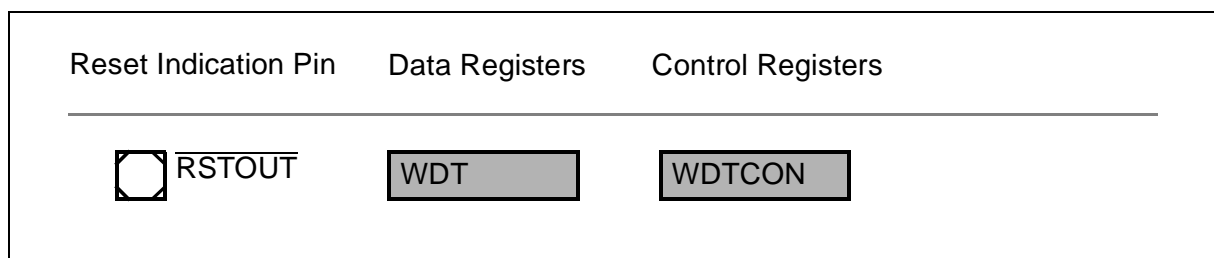 Reset Indication Pin Data Registers Control Registers
RSTOUT WDT WDTCON